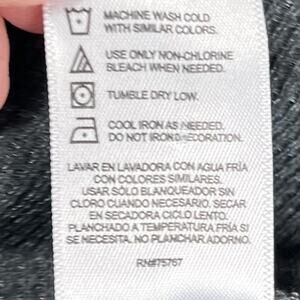 MACHINE WASH COLD
WITH SIMILAR COLORS.
USE ONLY NON-CHLORINE
BLEACH WHEN NEEDED.
TUMBLE DRY LOW.
COOL IRON AS NEEDED.
DO NOT IRON DECORATION.
LAVAR EN LAVADORA CON AGUA FRÍA
CON COLORES SIMILARES.
USAR SÓLO BLANQUEADOR SIN
CLORO CUANDO NECESARIO. SECAR
EN SECADORA CICLO LENTO.
PLANCHADO A TEMPERATURA FRÍA SI
SE NECESITA. NO PLANCHAR ADORNO.
RN#75767